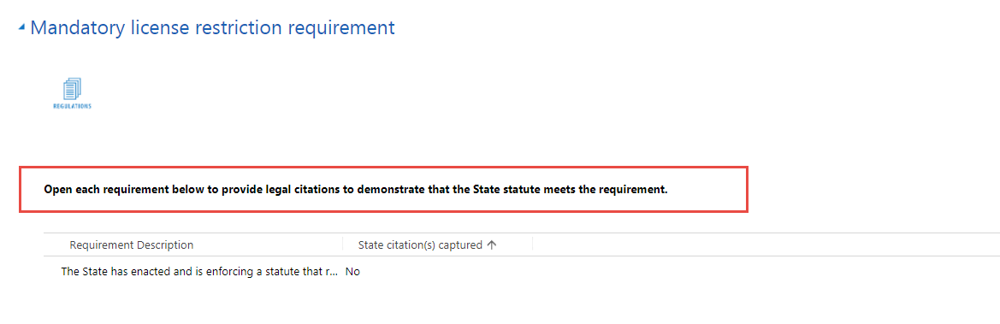 Mandatory license restriction requirement
REGULATIONS
Open each requirement below to provide legal citations to demonstrate that the State statute meets the requirement.
Requirement Description State citation(s) captured ↑
The State has enacted and is enforcing a statute that r... No